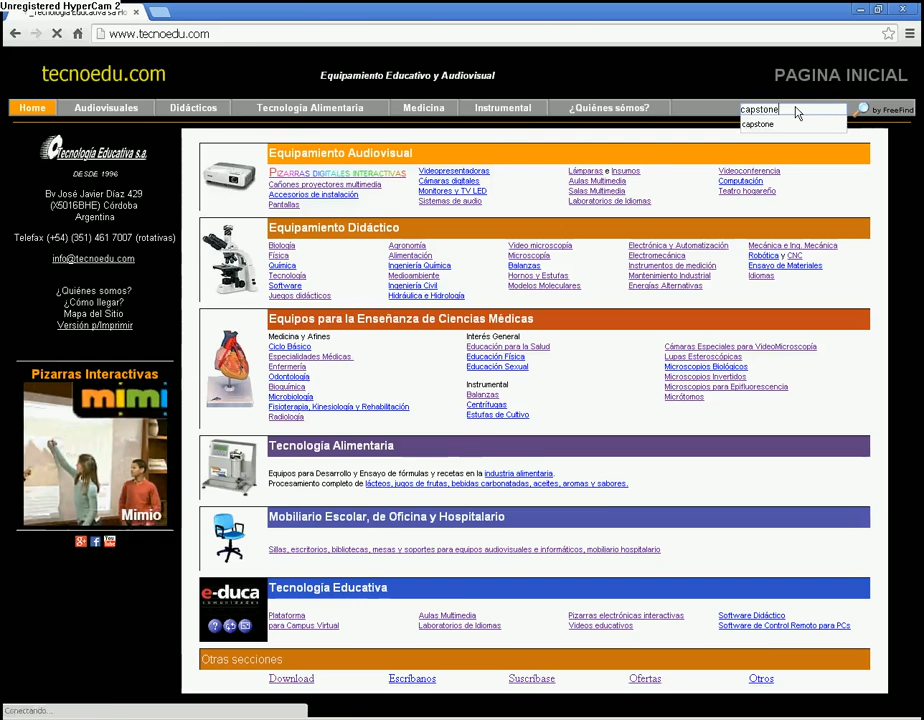 Unregistered HyperCam 2
Tecnologia Educativa sa Ho
www.tecnoedu.com
tecnoedu.com
Equipamiento Educativo y Audiovisual
PAGINA INICIAL
Home Audiovisuales Didácticos Tecnología Alimentaria Medicina Instrumental ¿Quiénes sómos? capstone by FreeFind
capstone
Tecnología Educativa s.a.
DESDE 1996
Bv José Javier Díaz 429
(X5016BHE) Córdoba
Argentina
Telefax (+54) (351) 461 7007 (rotativas)
info@tecnoedu.com
¿Quiénes somos?
¿Cómo llegar?
Mapa del Sitio
Versión p/Imprimir
Pizarras Interactivas
mimi
Mimio
Equipamiento Audiovisual
PIZARRAS DIGITALES INTERACTIVAS
Cañones proyectores multimedia
Accesorios de instalación
Pantallas
Videopresentadoras
Cámaras digitales
Monitores y TV LED
Sistemas de audio
Lámparas e Insumos
Aulas Multimedia
Salas Multimedia
Laboratorios de Idiomas
Videoconferencia
Computación
Teatro hogareño
Equipamiento Didáctico
Biología
Física
Química
Tecnología
Software
Juegos didácticos
Agronomía
Alimentación
Ingeniería Química
Medioambiente
Ingeniería Civil
Hidráulica e Hidrología
Video microscopía
Microscopía
Balanzas
Hornos y Estufas
Modelos Moleculares
Electrónica y Automatización
Electromecánica
Instrumentos de medición
Mantenimiento Industrial
Energías Alternativas
Mecánica e Ing. Mecánica
Robótica y CNC
Ensayo de Materiales
Idiomas
Equipos para la Enseñanza de Ciencias Médicas
Medicina y Afines
Ciclo Básico
Especialidades Médicas
Enfermería
Odontología
Bioquímica
Microbiología
Fisioterapia, Kinesiología y Rehabilitación
Radiología
Interés General
Educación para la Salud
Educación Física
Educación Sexual
Instrumental
Balanzas
Centrífugas
Estufas de Cultivo
Cámaras Especiales para VideoMicroscopía
Lupas Esteroscópicas
Microscopios Biológicos
Microscopios Invertidos
Microscopios para Epifluorescencia
Micrótomos
Tecnología Alimentaria
Equipos para Desarrollo y Ensayo de fórmulas y recetas en la industria alimentaria.
Procesamiento completo de lácteos, jugos de frutas, bebidas carbonatadas, aceites, aromas y sabores.
Mobiliario Escolar, de Oficina y Hospitalario
Sillas, escritorios, bibliotecas, mesas y soportes para equipos audiovisuales e informáticos, mobiliario hospitalario
e-duca
comunidades
Tecnología Educativa
Plataforma
para Campus Virtual
Aulas Multimedia
Laboratorios de Idiomas
Pizarras electrónicas interactivas
Videos educativos
Software Didáctico
Software de Control Remoto para PCs
Otras secciones
Download Escríbanos Suscríbase Ofertas Otros
Conectando...